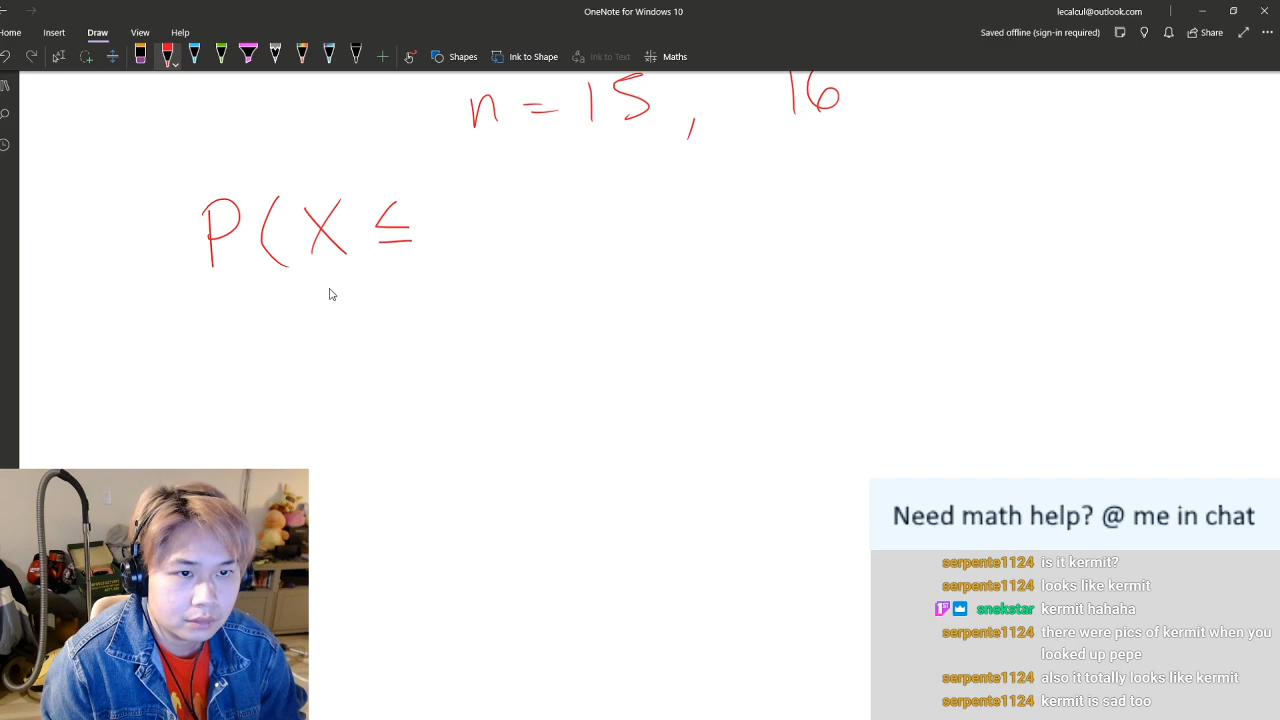 OneNote for Windows 10
lecalcul@outlook.com
Home Insert Draw View Help
Saved offline (sign-in required)
Share
Shapes
Ink to Shape
Ink to Text
Maths
n = 15, 16
P(X ≤
Need math help? @ me in chat
serpente1124 is it kermit?
serpente1124 looks like kermit
1ST snekstar kermit hahaha
serpente1124 there were pics of kermit when you
looked up pepe
serpente1124 also it totally looks like kermit
serpente1124 kermit is sad too